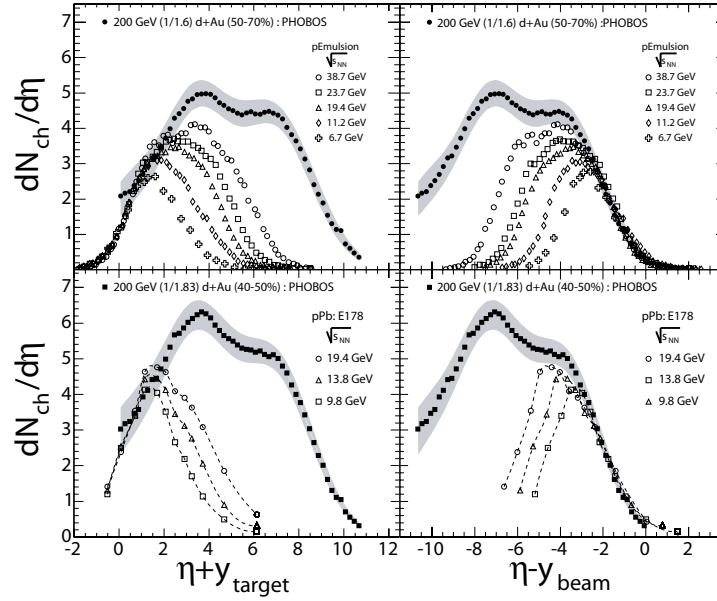 200 GeV (1/1.6) d+Au (50-70%) : PHOBOS
pEmulsion
√sNN
38.7 GeV
23.7 GeV
19.4 GeV
11.2 GeV
6.7 GeV
dNch/dη
7
6
5
4
3
2
1
200 GeV (1/1.6) d+Au (50-70%) :PHOBOS
pEmulsion
√sNN
38.7 GeV
23.7 GeV
19.4 GeV
11.2 GeV
6.7 GeV
200 GeV (1/1.83) d+Au (40-50%) : PHOBOS
pPb: E178
√sNN
19.4 GeV
13.8 GeV
9.8 GeV
dNch/dη
7
6
5
4
3
2
1
0
-2 0 2 4 6 8 10 12
η+ytarget
200 GeV (1/1.83) d+Au (40-50%) : PHOBOS
pPb: E178
√sNN
19.4 GeV
13.8 GeV
9.8 GeV
-10 -8 -6 -4 -2 0 2
η-ybeam